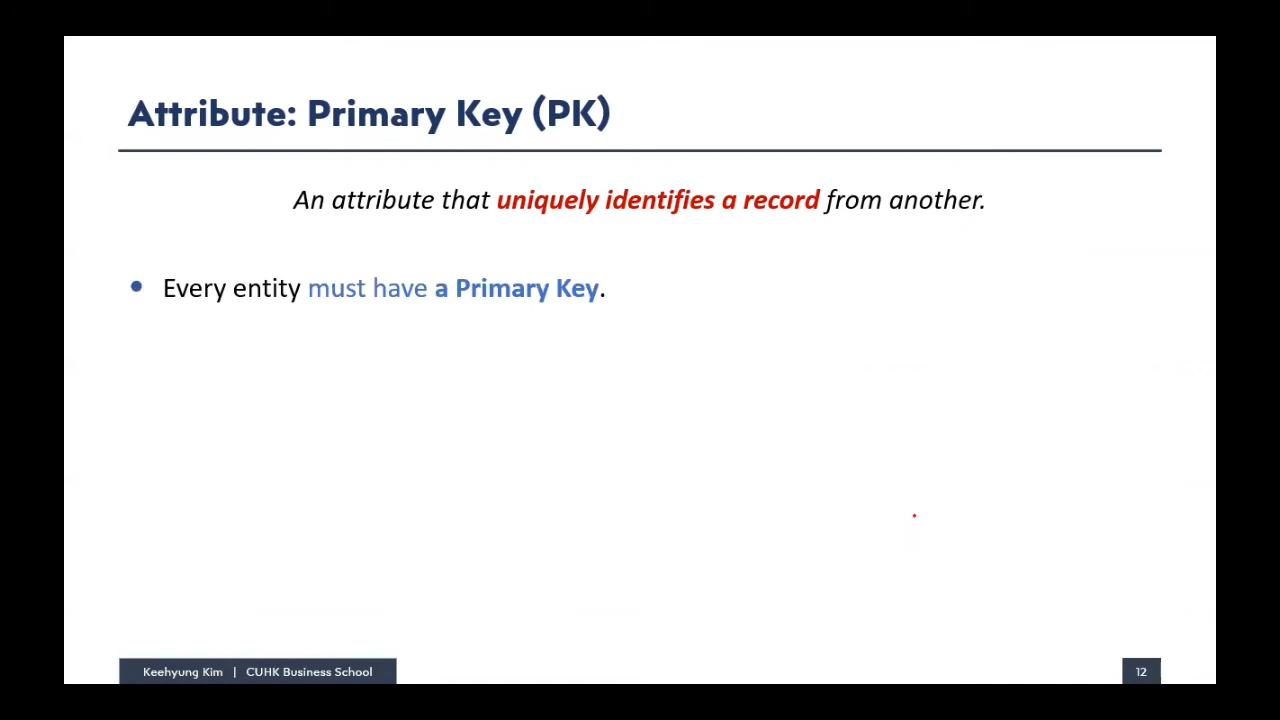 Attribute: Primary Key (PK)
An attribute that uniquely identifies a record from another.
• Every entity must have a Primary Key.
Keehyung Kim | CUHK Business School
12